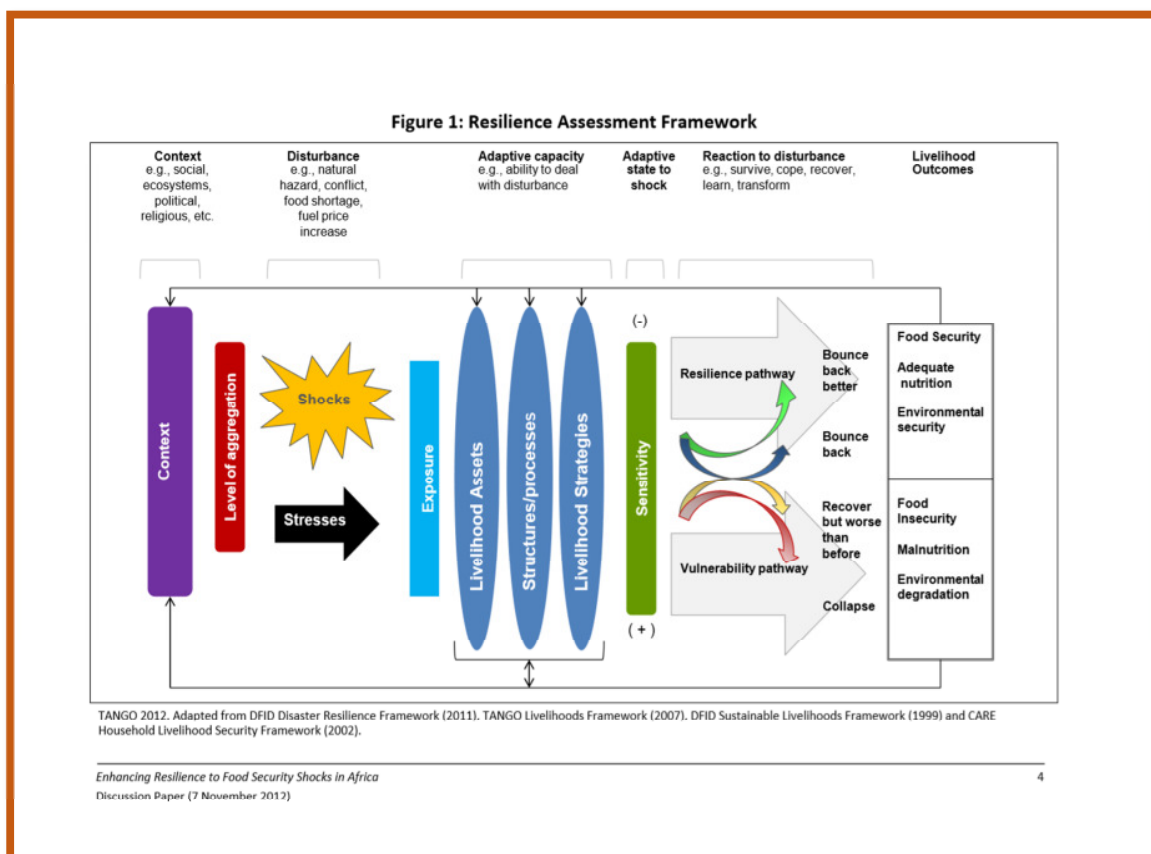 Figure 1: Resilience Assessment Framework
Context
e.g., social,
ecosystems,
political,
religious, etc.
Disturbance
e.g., natural
hazard, conflict,
food shortage,
fuel price
increase
Adaptive capacity
e.g., ability to deal
with disturbance
Adaptive
state to
shock
Reaction to disturbance
e.g., survive, cope, recover,
learn, transform
Livelihood
Outcomes
Context
Level of aggregation
Shocks
Stresses
Exposure
Livelihood Assets
Structures/processes
Livelihood Strategies
(-)
Sensitivity
(+)
Resilience pathway
Bounce
back
better
Bounce
back
Recover
but worse
than
before
Vulnerability pathway
Collapse
Food Security
Adequate
nutrition
Environmental
security
Food
Insecurity
Malnutrition
Environmental
degradation
TANGO 2012. Adapted from DFID Disaster Resilience Framework (2011). TANGO Livelihoods Framework (2007). DFID Sustainable Livelihoods Framework (1999) and CARE
Household Livelihood Security Framework (2002).
Enhancing Resilience to Food Security Shocks in Africa
4
Discussion Paper (7 November 2012)